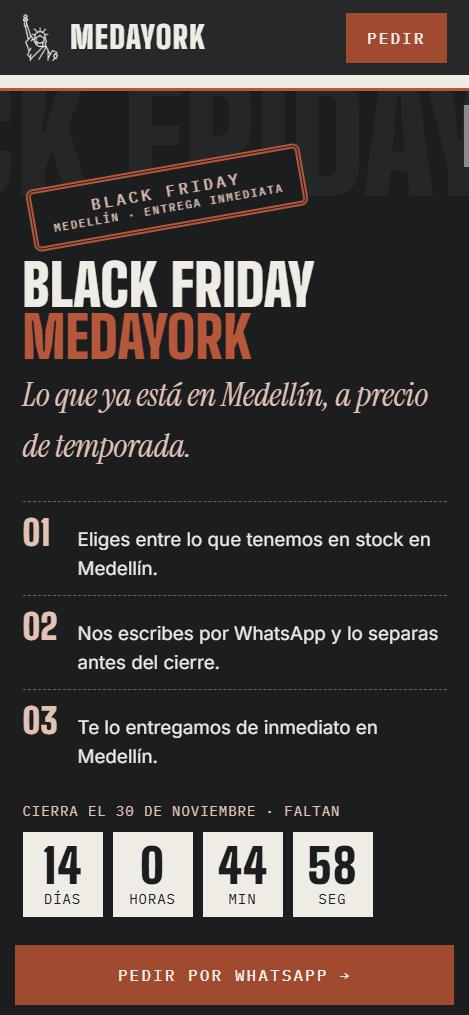 MEDAYORK
PEDIR
CK FRIDAY
BLACK FRIDAY
MEDELLÍN · ENTREGA INMEDIATA
BLACK FRIDAY
MEDAYORK
Lo que ya está en Medellín, a precio
de temporada.
01
Eliges entre lo que tenemos en stock en
Medellín.
02
Nos escribes por WhatsApp y lo separas
antes del cierre.
03
Te lo entregamos de inmediato en
Medellín.
CIERRA EL 30 DE NOVIEMBRE · FALTAN
14 0 44 58
DÍAS HORAS MIN SEG
PEDIR POR WHATSAPP →